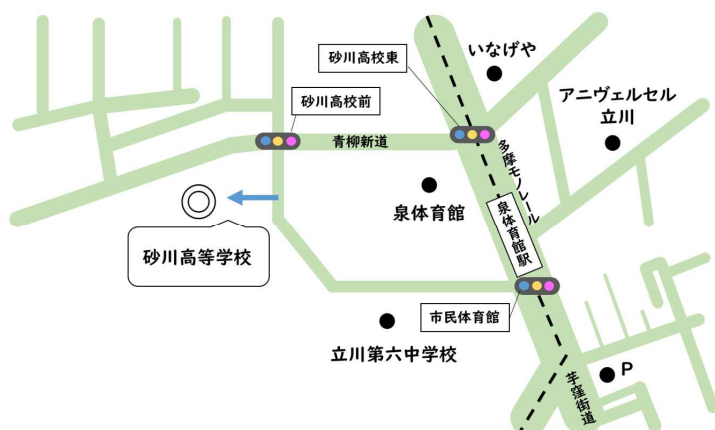 いなげや
砂川高校東
アニヴェルセル
立川
砂川高校前
青柳新道
多摩モノレール
泉体育館
泉体育館駅
砂川高等学校
市民体育館
立川第六中学校
P
芋窪街道